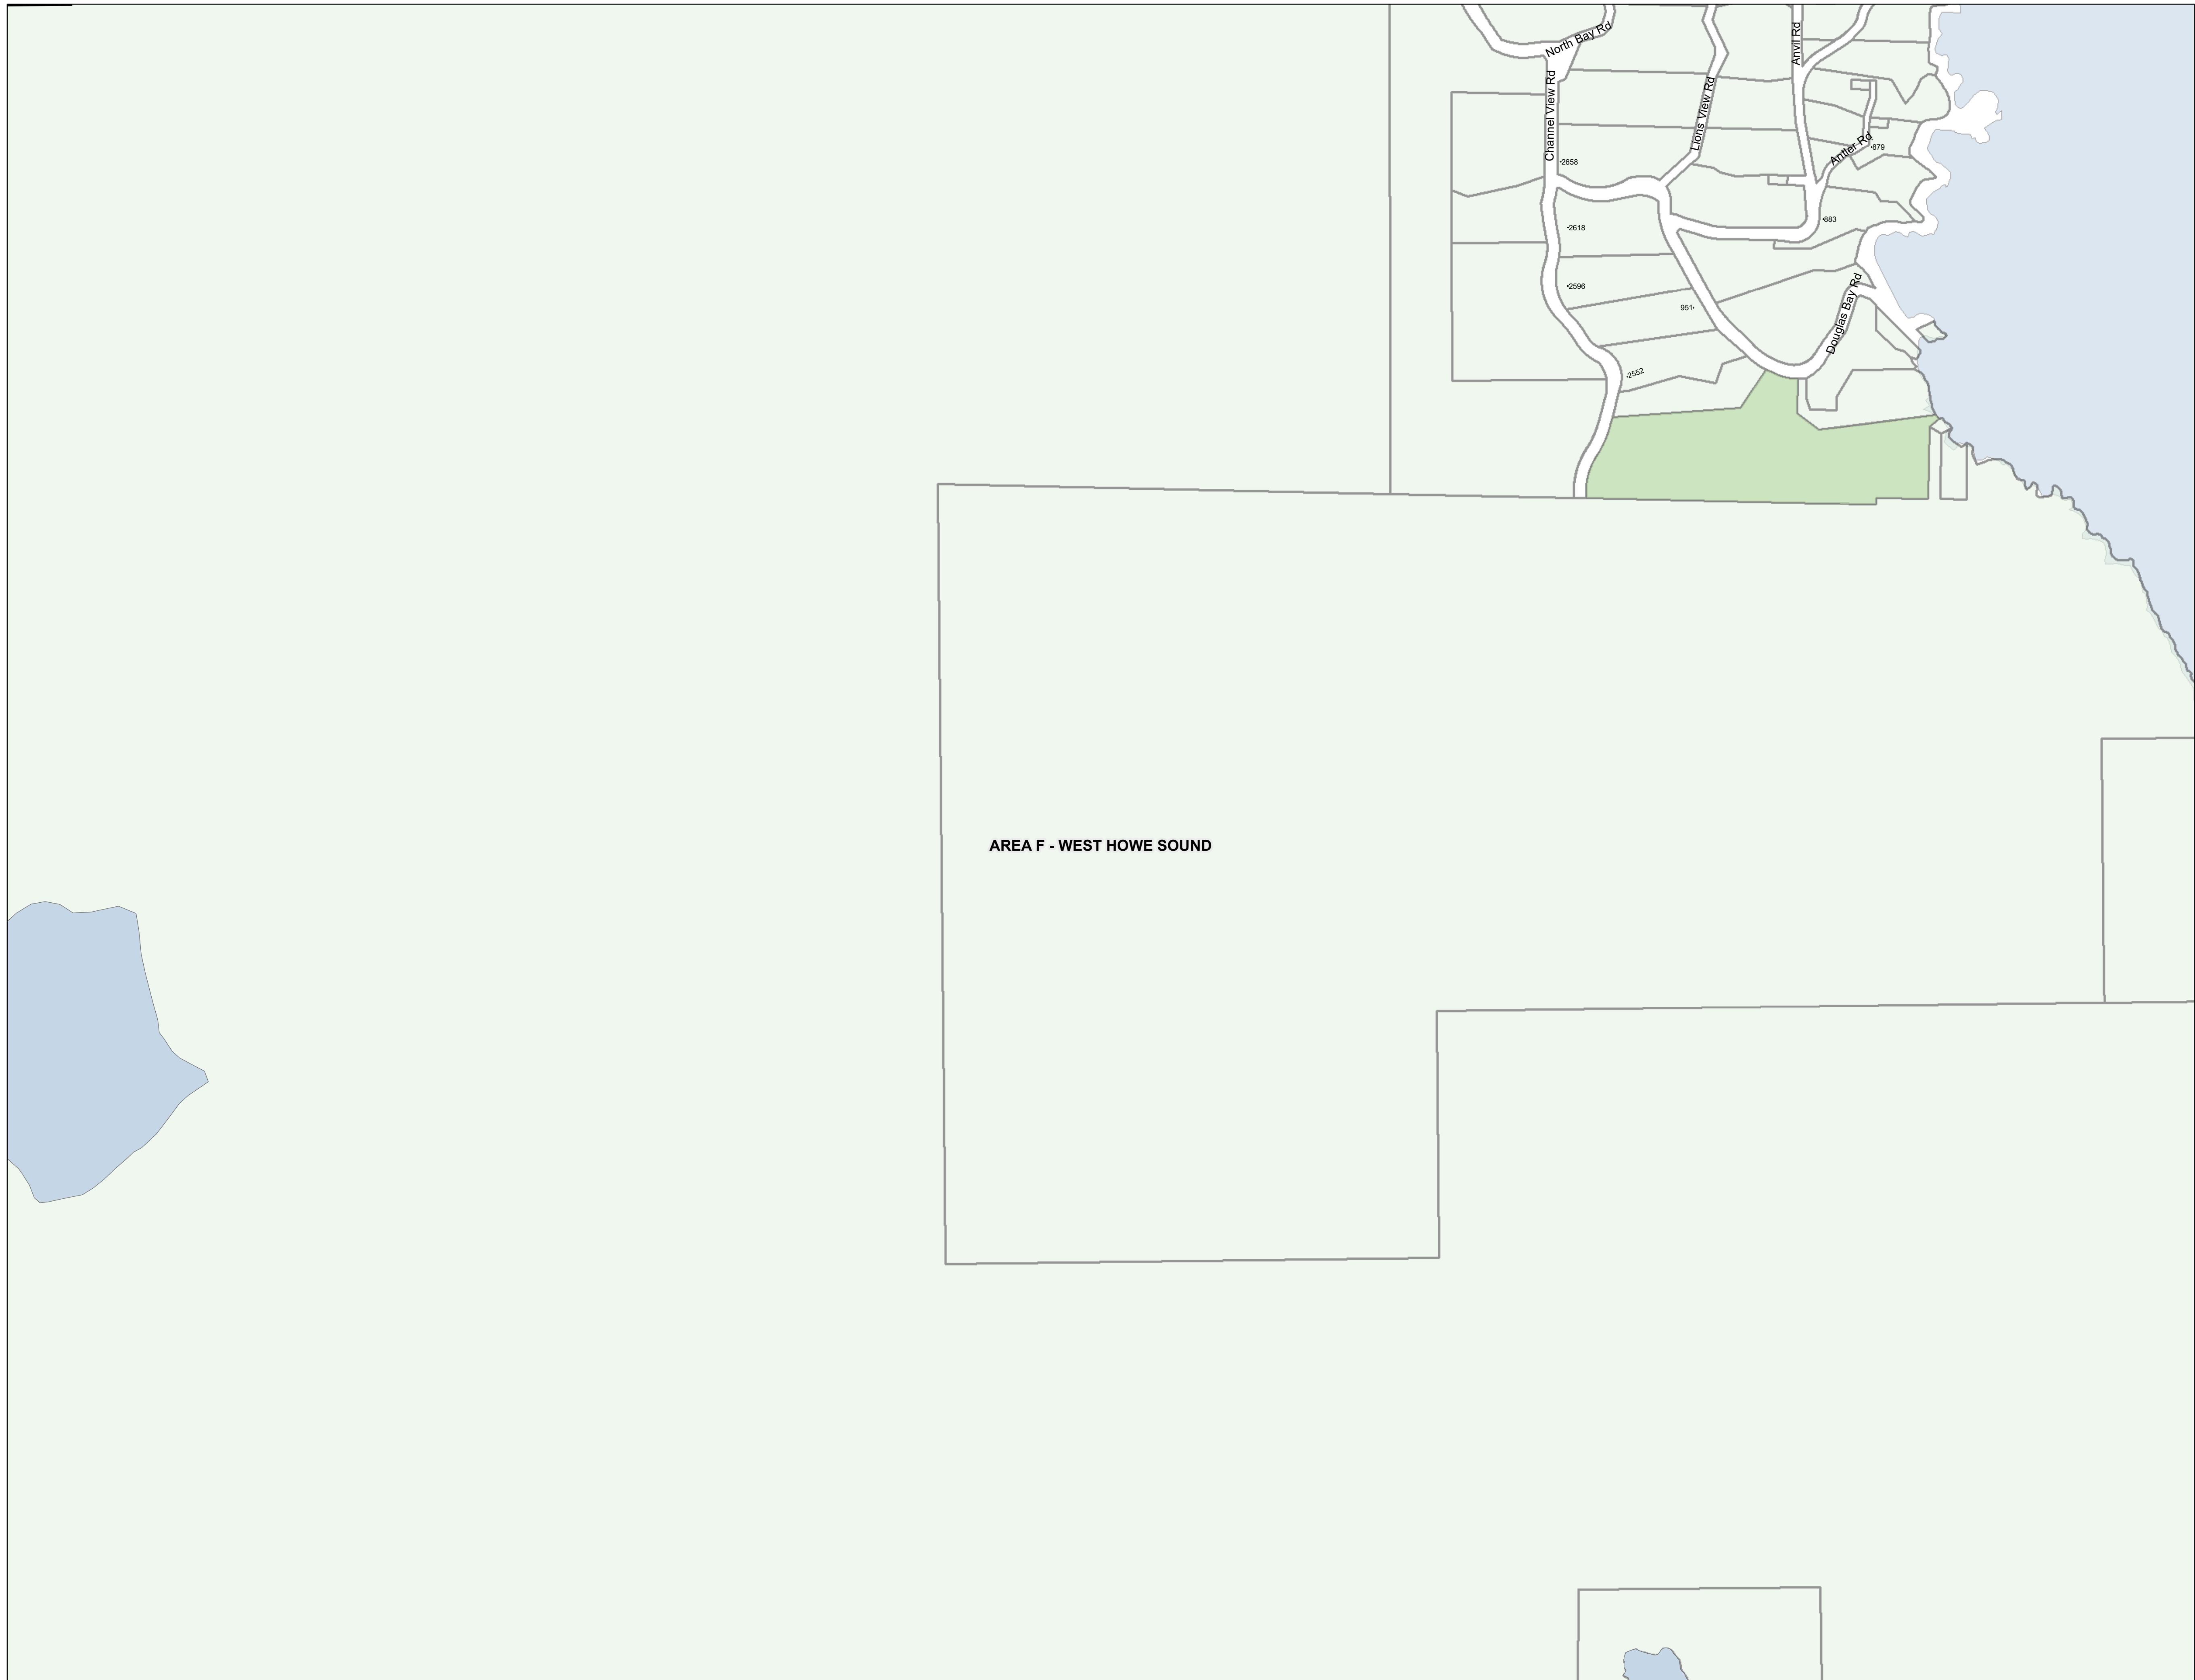 North Bay Rd
Anvil Rd
Channel View Rd
Lions View Rd
Antler Rd
879
2658
883
2618
2596
951
Douglas Bay Rd
2552
AREA F - WEST HOWE SOUND